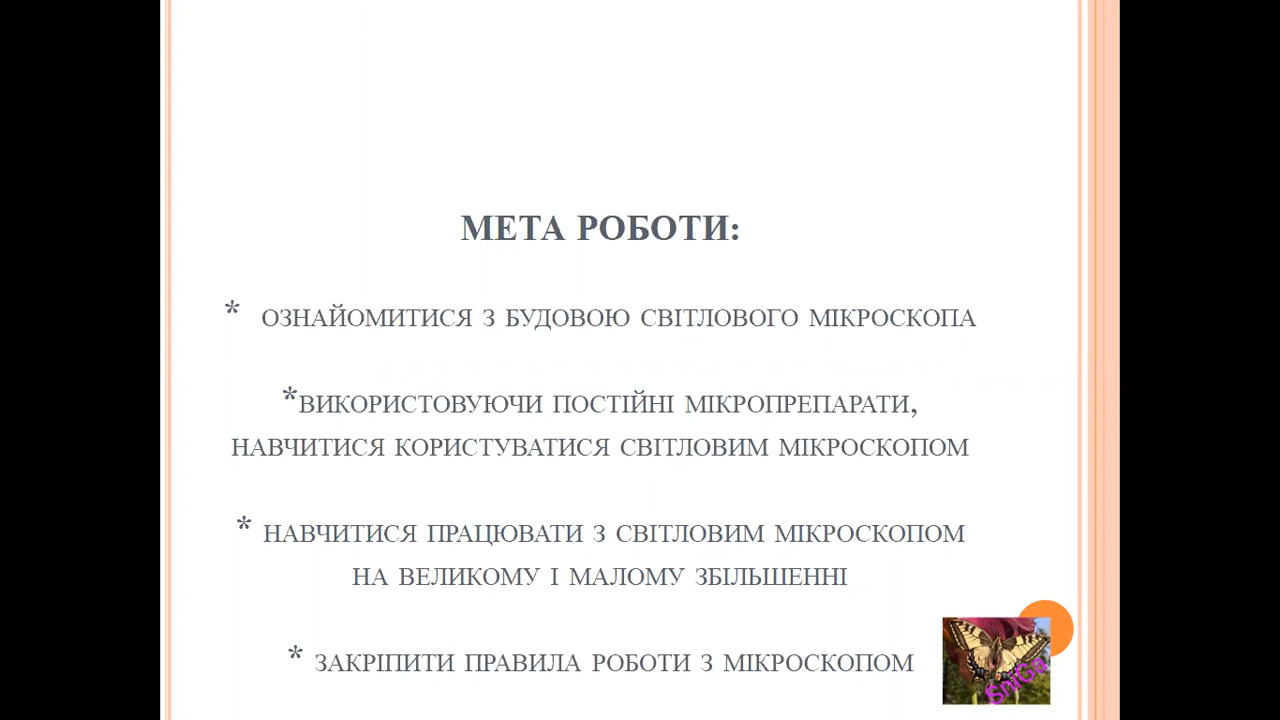 МЕТА РОБОТИ:
* ОЗНАЙОМИТИСЯ З БУДОВОЮ СВІТЛОВОГО МІКРОСКОПА
*ВИКОРИСТОВУЮЧИ ПОСТІЙНІ МІКРОПРЕПАРАТИ,
НАВЧИТИСЯ КОРИСТУВАТИСЯ СВІТЛОВИМ МІКРОСКОПОМ
* НАВЧИТИСЯ ПРАЦЮВАТИ З СВІТЛОВИМ МІКРОСКОПОМ
НА ВЕЛИКОМУ І МАЛОМУ ЗБІЛЬШЕННІ
* ЗАКРІПИТИ ПРАВИЛА РОБОТИ З МІКРОСКОПОМ
SniGa